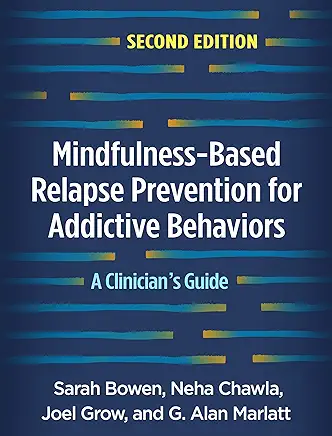 SECOND EDITION
Mindfulness-Based
Relapse Prevention for
Addictive Behaviors
A Clinician's Guide
Sarah Bowen, Neha Chawla,
Joel Grow, and G. Alan Marlatt